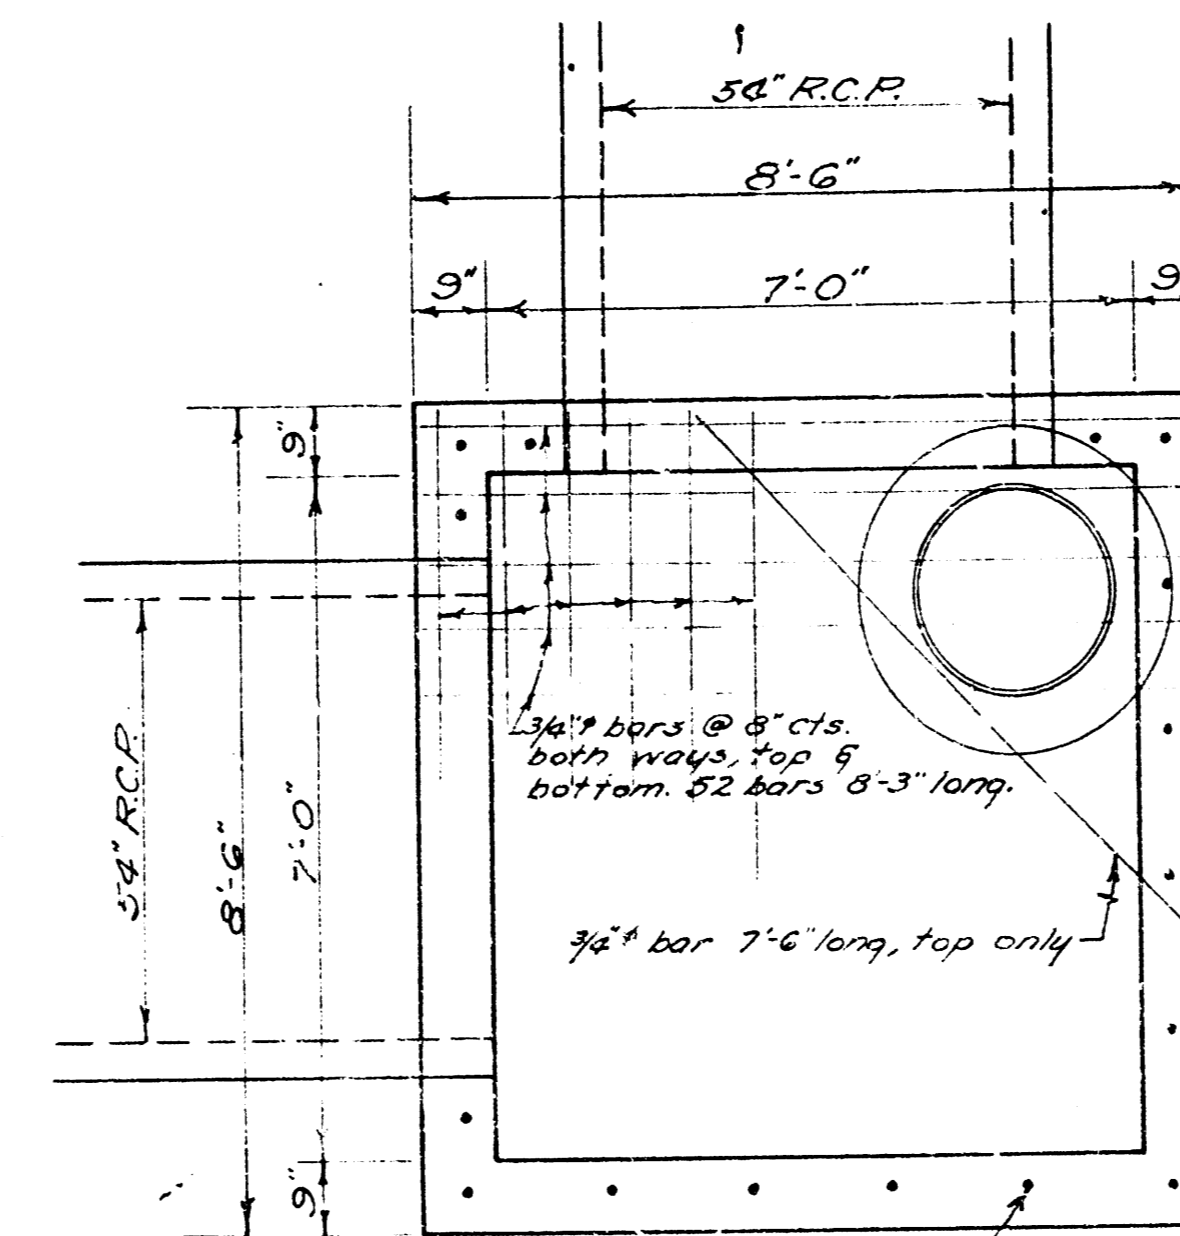 54" R.C.P.
8'-6"
9"
7'-0"
9
9"
3/4"φ bars @ 8" cts.
both ways, top &
bottom. 52 bars 8'-3" long.
54" R.C.P.
8'-6"
7'-0"
3/4"φ bar 7'-6" long, top only
9"